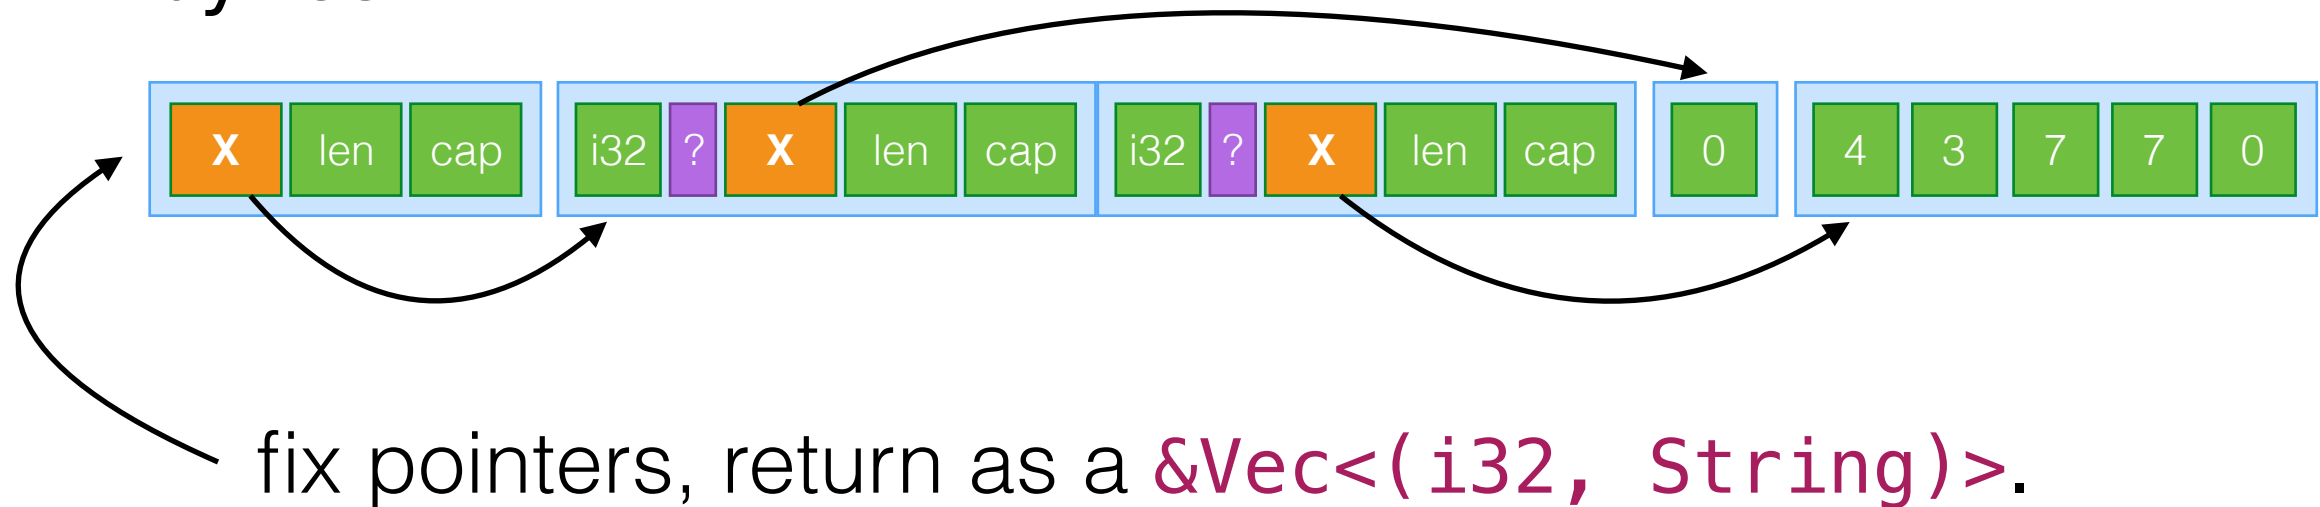 X len cap i32 ? X len cap i32 ? X len cap 0 4 3 7 7 0
fix pointers, return as a &Vec<(i32, String)>.